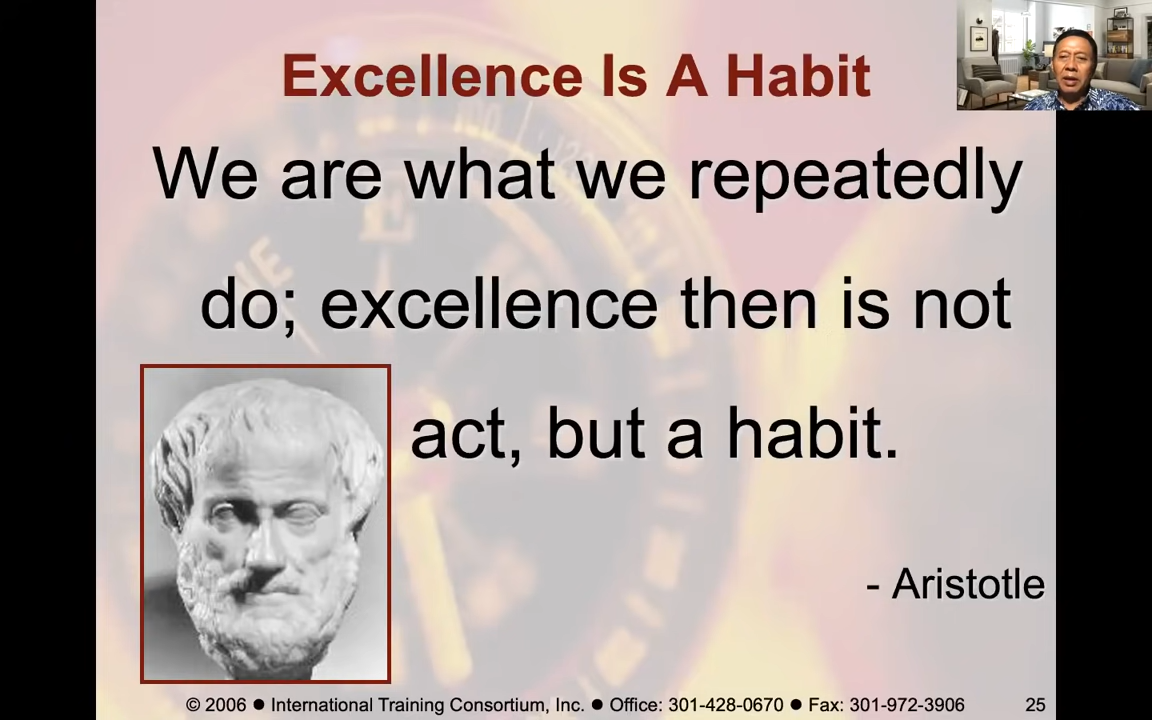 Excellence Is A Habit
We are what we repeatedly
do; excellence then is not
act, but a habit.
- Aristotle
© 2006 ● International Training Consortium, Inc. ● Office: 301-428-0670 ● Fax: 301-972-3906
25